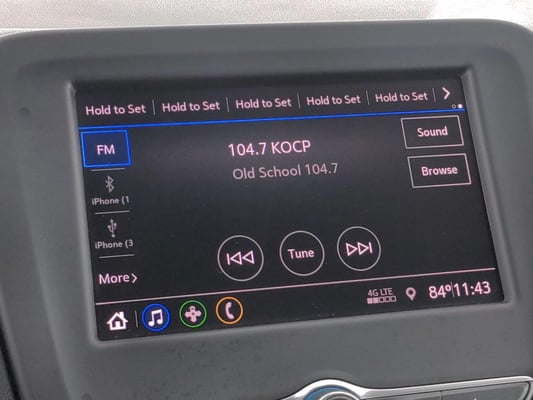 Hold to Set Hold to Set Hold to Set Hold to Set Hold to Set
FM
104.7 KOCP
Sound
Old School 104.7
Browse
iPhone (1
iPhone (3
Tune
More
4G LTE
84° 11:43